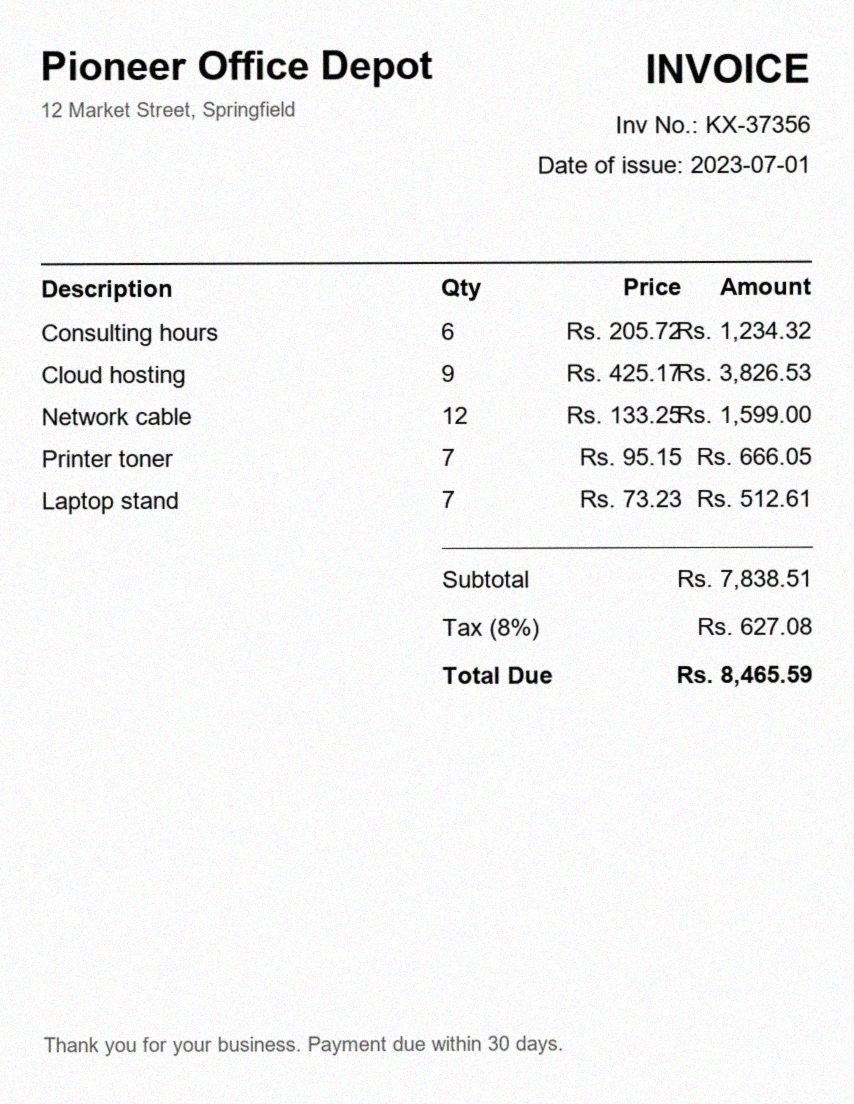 Pioneer Office Depot
INVOICE
12 Market Street, Springfield
Inv No.: KX-37356
Date of issue: 2023-07-01
Description Qty Price Amount
Consulting hours 6 Rs. 205.72 Rs. 1,234.32
Cloud hosting 9 Rs. 425.17 Rs. 3,826.53
Network cable 12 Rs. 133.25 Rs. 1,599.00
Printer toner 7 Rs. 95.15 Rs. 666.05
Laptop stand 7 Rs. 73.23 Rs. 512.61
Subtotal Rs. 7,838.51
Tax (8%) Rs. 627.08
Total Due Rs. 8,465.59
Thank you for your business. Payment due within 30 days.